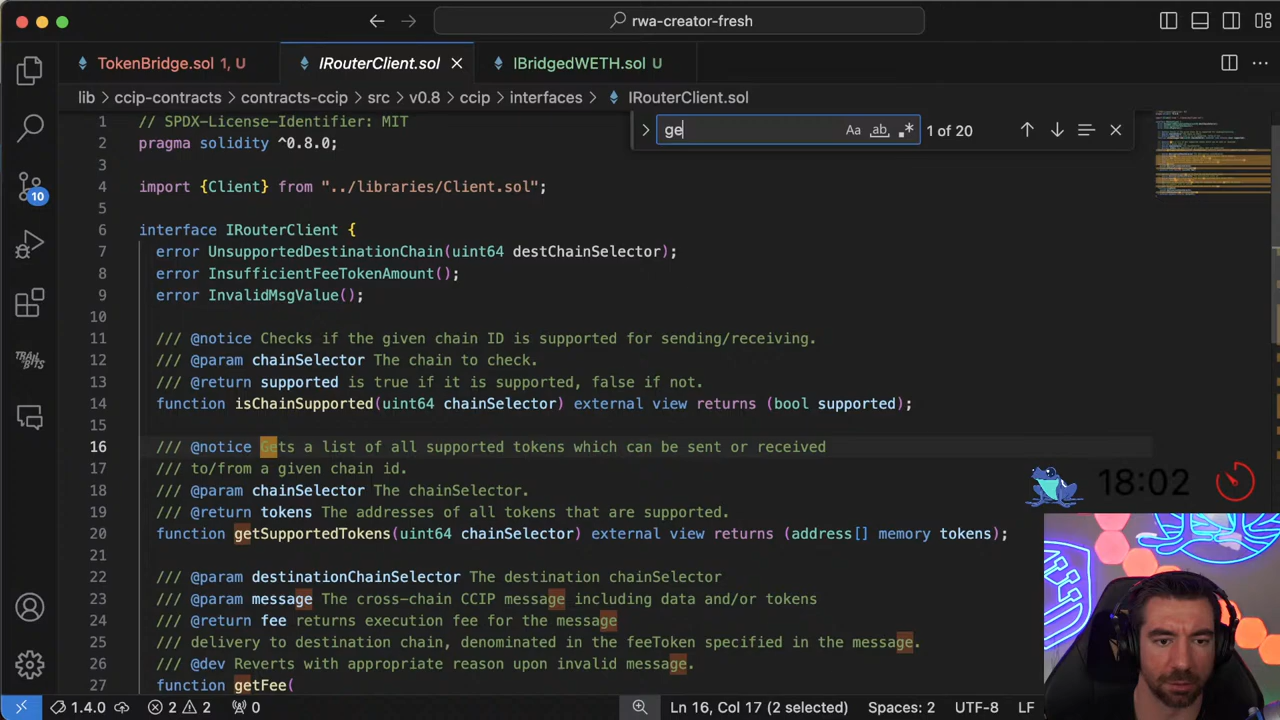 rwa-creator-fresh
TokenBridge.sol 1, U
IRouterClient.sol
IBridgedWETH.sol U
lib > ccip-contracts > contracts-ccip > src > v0.8 > ccip > interfaces > IRouterClient.sol
ge
Aa ab .* 1 of 20
1 // SPDX-License-Identifier: MIT
2 pragma solidity ^0.8.0;
3
4 import {Client} from "../libraries/Client.sol";
5
6 interface IRouterClient {
7 error UnsupportedDestinationChain(uint64 destChainSelector);
8 error InsufficientFeeTokenAmount();
9 error InvalidMsgValue();
10
11 /// @notice Checks if the given chain ID is supported for sending/receiving.
12 /// @param chainSelector The chain to check.
13 /// @return supported is true if it is supported, false if not.
14 function isChainSupported(uint64 chainSelector) external view returns (bool supported);
15
16 /// @notice Gets a list of all supported tokens which can be sent or received
17 /// to/from a given chain id.
18 /// @param chainSelector The chainSelector.
19 /// @return tokens The addresses of all tokens that are supported.
20 function getSupportedTokens(uint64 chainSelector) external view returns (address[] memory tokens);
21
22 /// @param destinationChainSelector The destination chainSelector
23 /// @param message The cross-chain CCIP message including data and/or tokens
24 /// @return fee returns execution fee for the message
25 /// delivery to destination chain, denominated in the feeToken specified in the message.
26 /// @dev Reverts with appropriate reason upon invalid message.
27 function getFee(
10
TRAIL OF BITS
18:02
1.4.0
2
2
0
Ln 16, Col 17 (2 selected)
Spaces: 2
UTF-8
LF